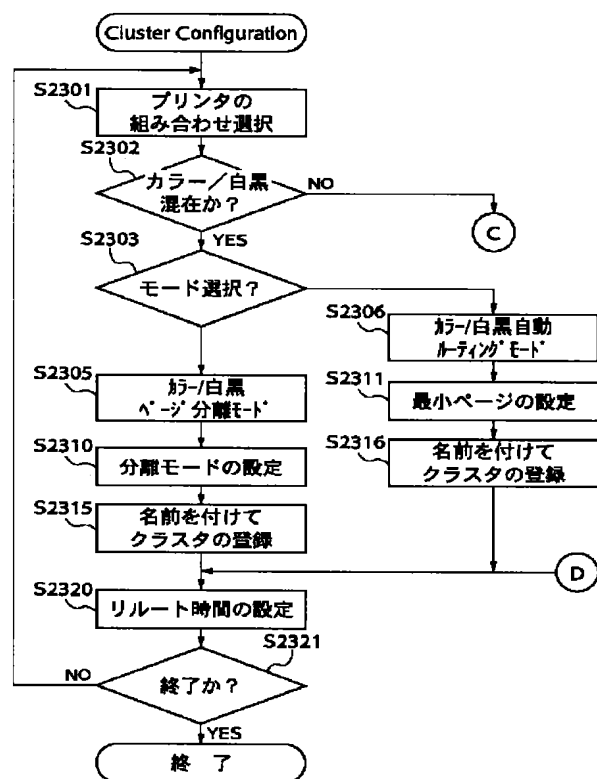 Cluster Configuration
S2301
プリンタの
組み合わせ選択
S2302
カラー／白黒
混在か？
NO
C
YES
S2303
モード選択？
S2306
ｶﾗｰ/白黒自動
ﾙｰﾃｨﾝｸﾞﾓｰﾄﾞ
S2305
ｶﾗｰ/白黒
ﾍﾟｰｼﾞ分離ﾓｰﾄﾞ
S2311
最小ページの設定
S2310
分離モードの設定
S2316
名前を付けて
クラスタの登録
S2315
名前を付けて
クラスタの登録
D
S2320
リルート時間の設定
S2321
終了か？
NO
YES
終 了